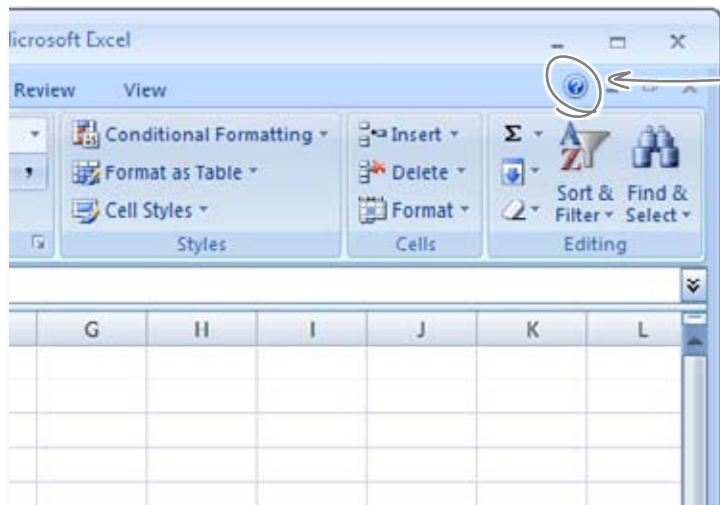 icrosoft Excel
Review View
Conditional Formatting Insert Σ
Format as Table Delete
Cell Styles Format
Sort & Filter Find & Select
Styles Cells Editing
G H I J K L